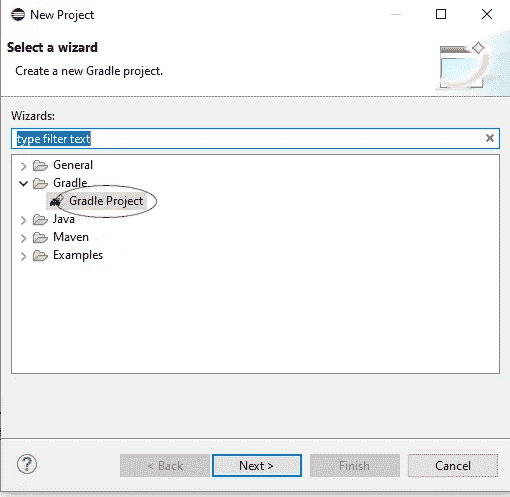 New Project
Select a wizard
Create a new Gradle project.
Wizards:
type filter text
General
Gradle
Gradle Project
Java
Maven
Examples
?
< Back
Next >
Finish
Cancel